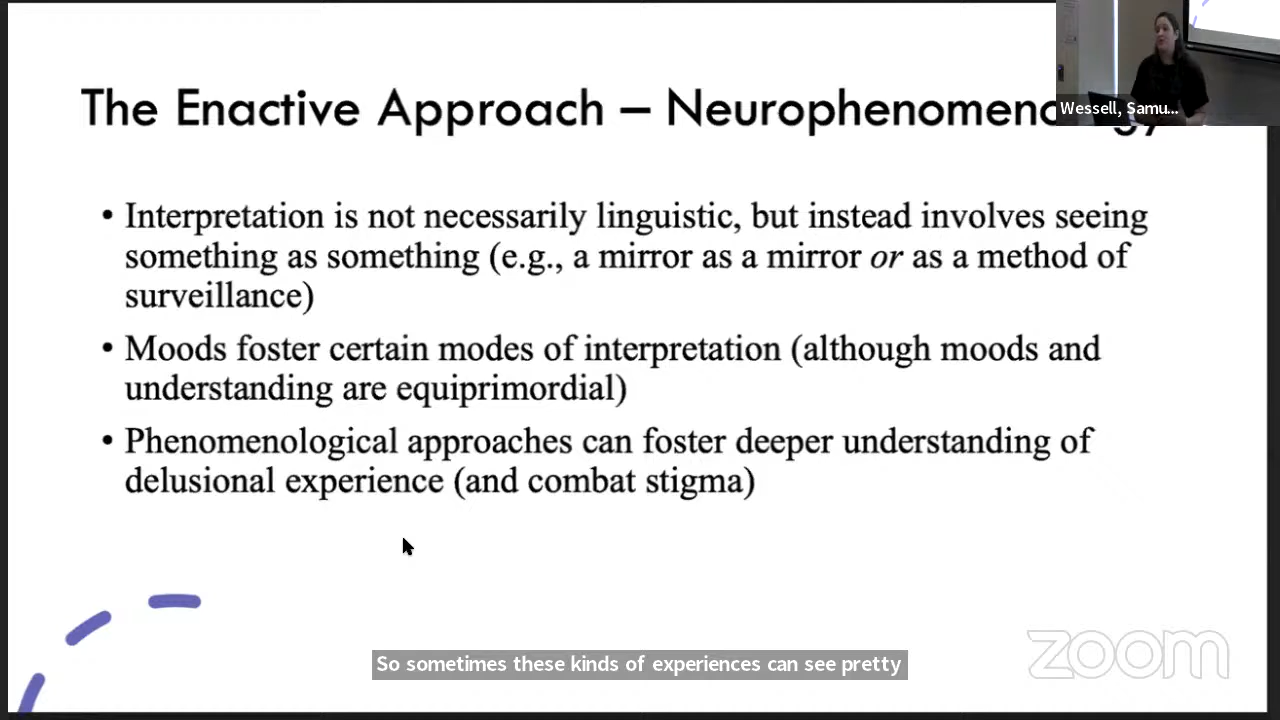 The Enactive Approach – Neurophenomeno
Wessell, Samu...
• Interpretation is not necessarily linguistic, but instead involves seeing
something as something (e.g., a mirror as a mirror or as a method of
surveillance)
• Moods foster certain modes of interpretation (although moods and
understanding are equiprimordial)
• Phenomenological approaches can foster deeper understanding of
delusional experience (and combat stigma)
So sometimes these kinds of experiences can see pretty
zoom